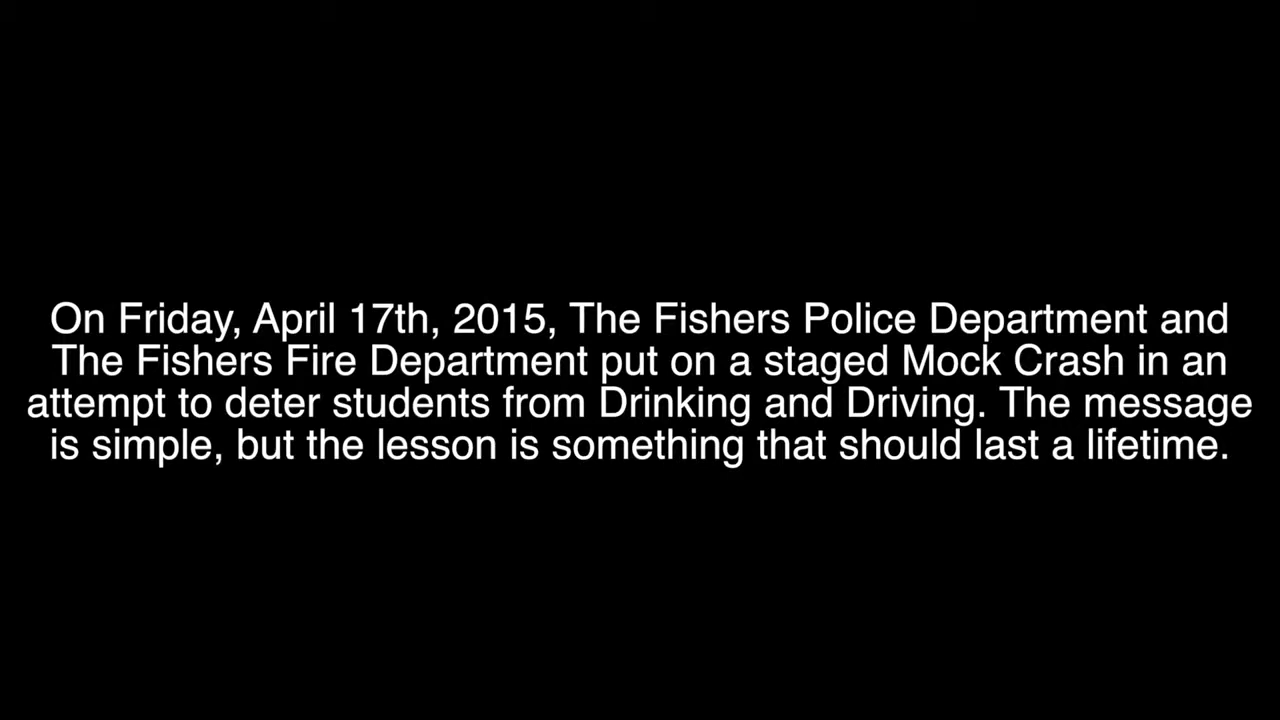 On Friday, April 17th, 2015, The Fishers Police Department and
The Fishers Fire Department put on a staged Mock Crash in an
attempt to deter students from Drinking and Driving. The message
is simple, but the lesson is something that should last a lifetime.